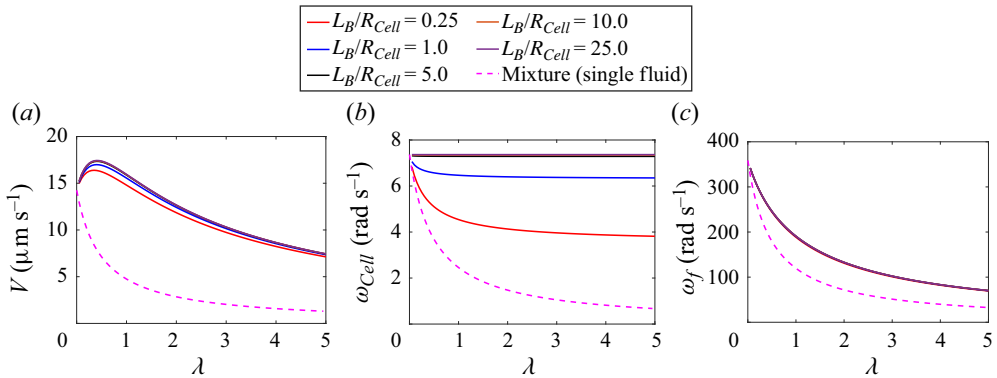 L_B/R_Cell = 0.25
L_B/R_Cell = 10.0
L_B/R_Cell = 1.0
L_B/R_Cell = 25.0
L_B/R_Cell = 5.0
Mixture (single fluid)
(a)
(b)
(c)
20
15
10
5
0
1
2
3
4
5
V (μm s⁻¹)
λ
8
6
4
2
0
1
2
3
4
5
ω_Cell (rad s⁻¹)
λ
400
300
200
100
0
1
2
3
4
5
ω_f (rad s⁻¹)
λ